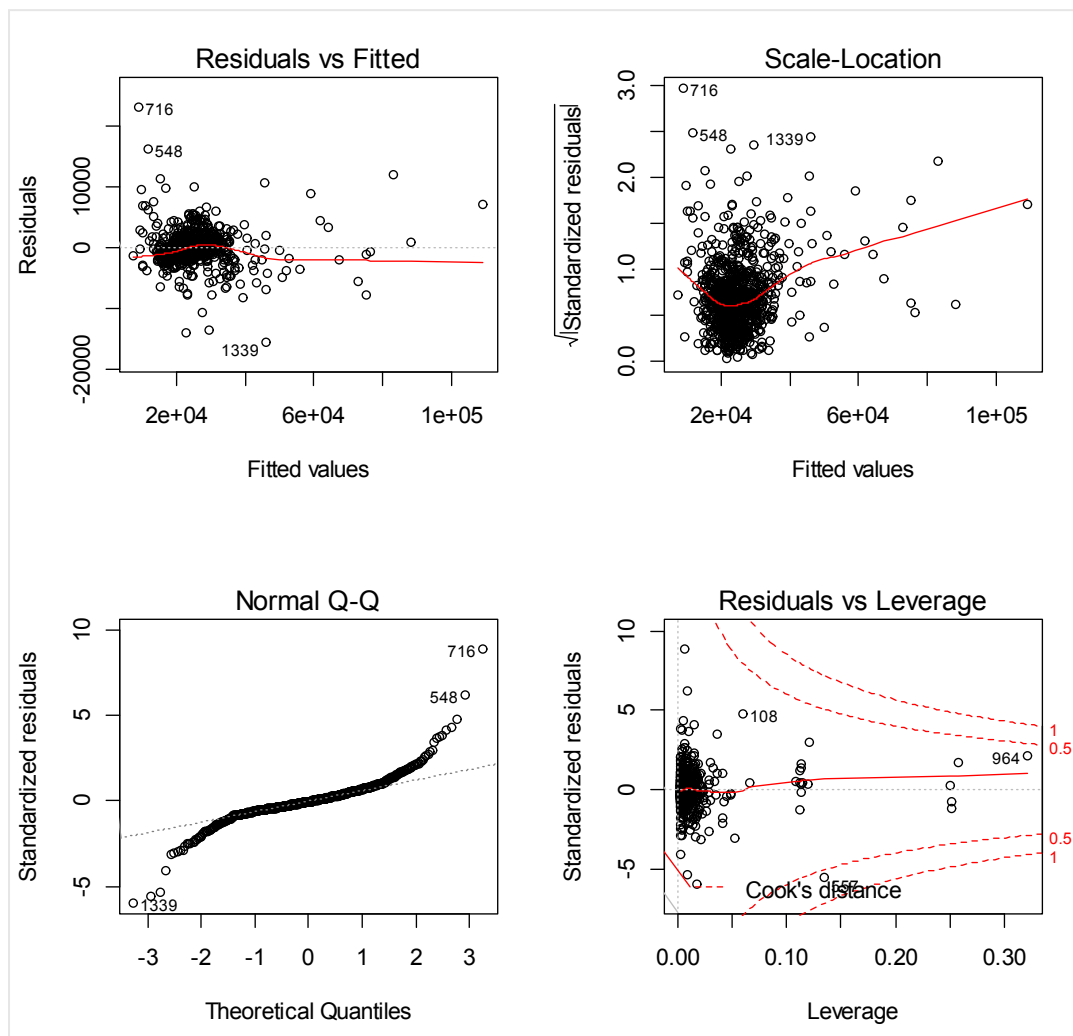 Residuals vs Fitted
Residuals
10000
0
-20000
716
548
1339
2e+04 6e+04 1e+05
Fitted values
Scale-Location
√|Standardized residuals|
3.0
2.0
1.0
0.0
716
548
1339
2e+04 6e+04 1e+05
Fitted values
Normal Q-Q
Standardized residuals
10
5
0
-5
716
548
1339
-3 -2 -1 0 1 2 3
Theoretical Quantiles
Residuals vs Leverage
Standardized residuals
10
5
0
-5
108
964
557
Cook's distance
1
0.5
0.5
1
0.00 0.10 0.20 0.30
Leverage